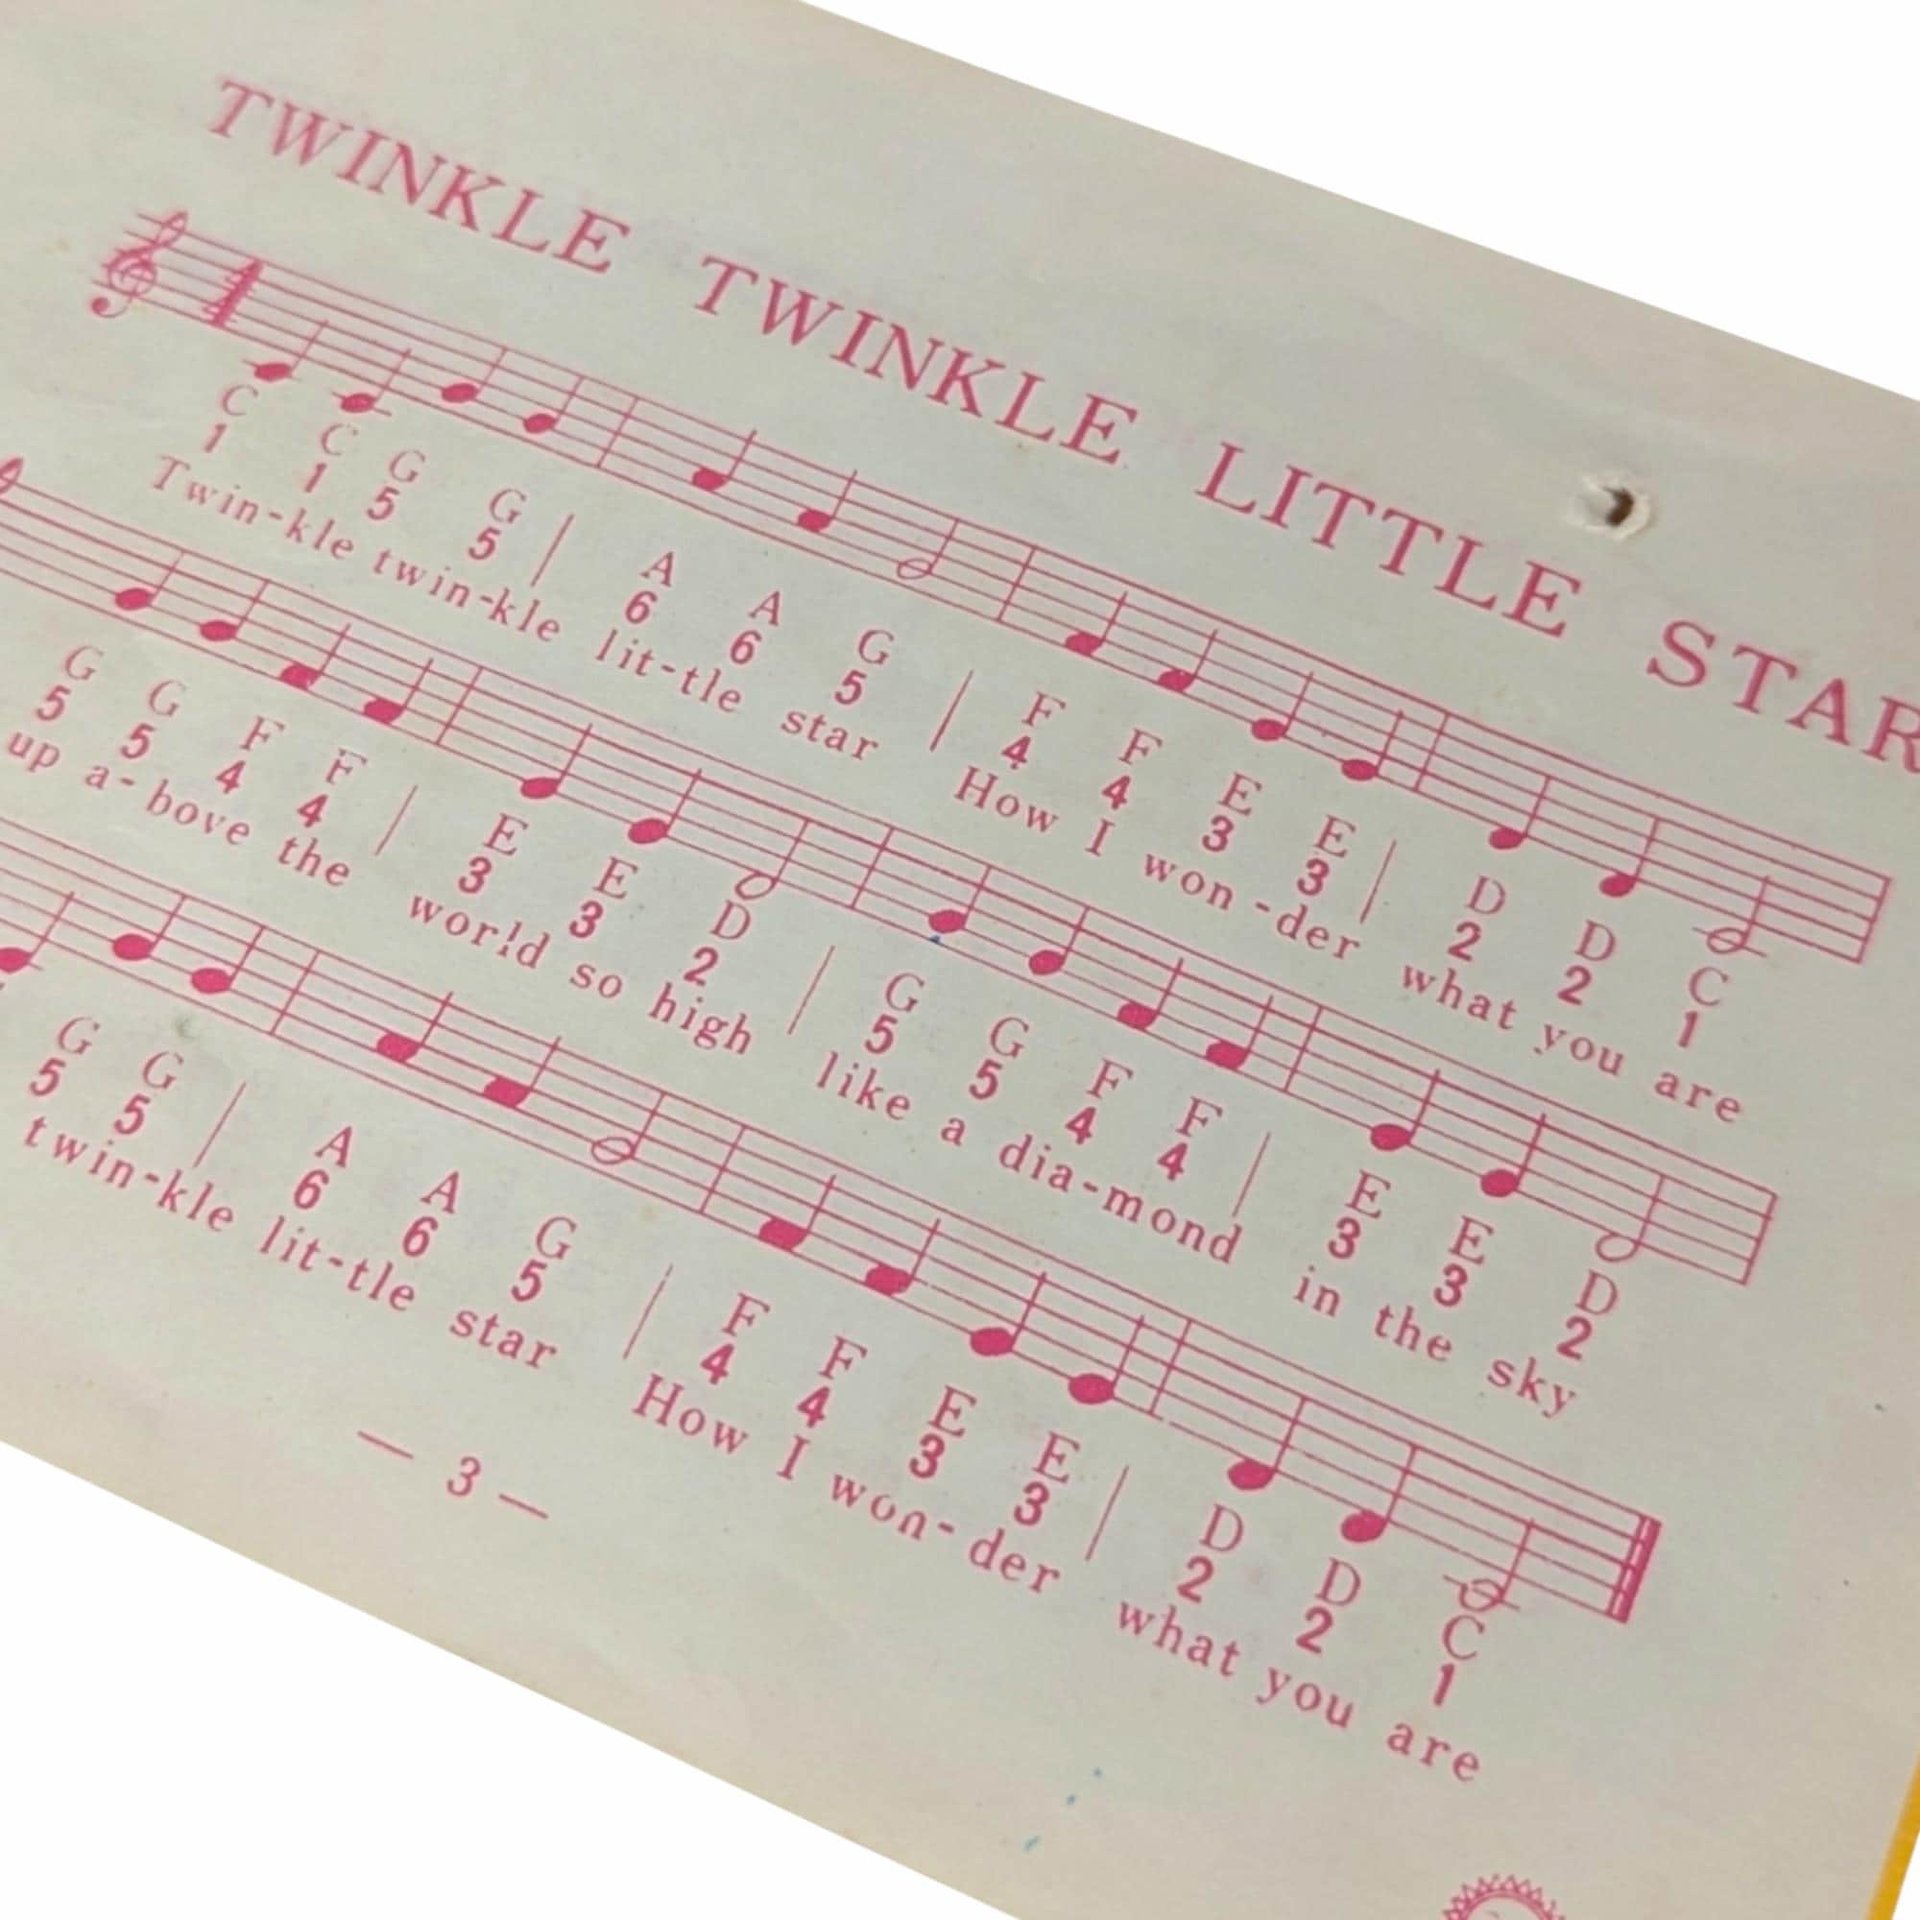 TWINKLE TWINKLE LITTLE STAR
C C G G | A A G | F F E E | D D C
1 1 5 5 6 6 5 4 4 3 3 2 2 1
Twin-kle twin-kle lit-tle star How I won-der what you are
G G F F | E E D | G G F F | E E D
5 5 4 4 3 3 2 5 5 4 4 3 3 2
up a-bove the world so high like a dia-mond in the sky
G G | A A G | F F E E | D D C
5 5 6 6 5 4 4 3 3 2 2 1
twin-kle lit-tle star How I won-der what you are
— 3 —